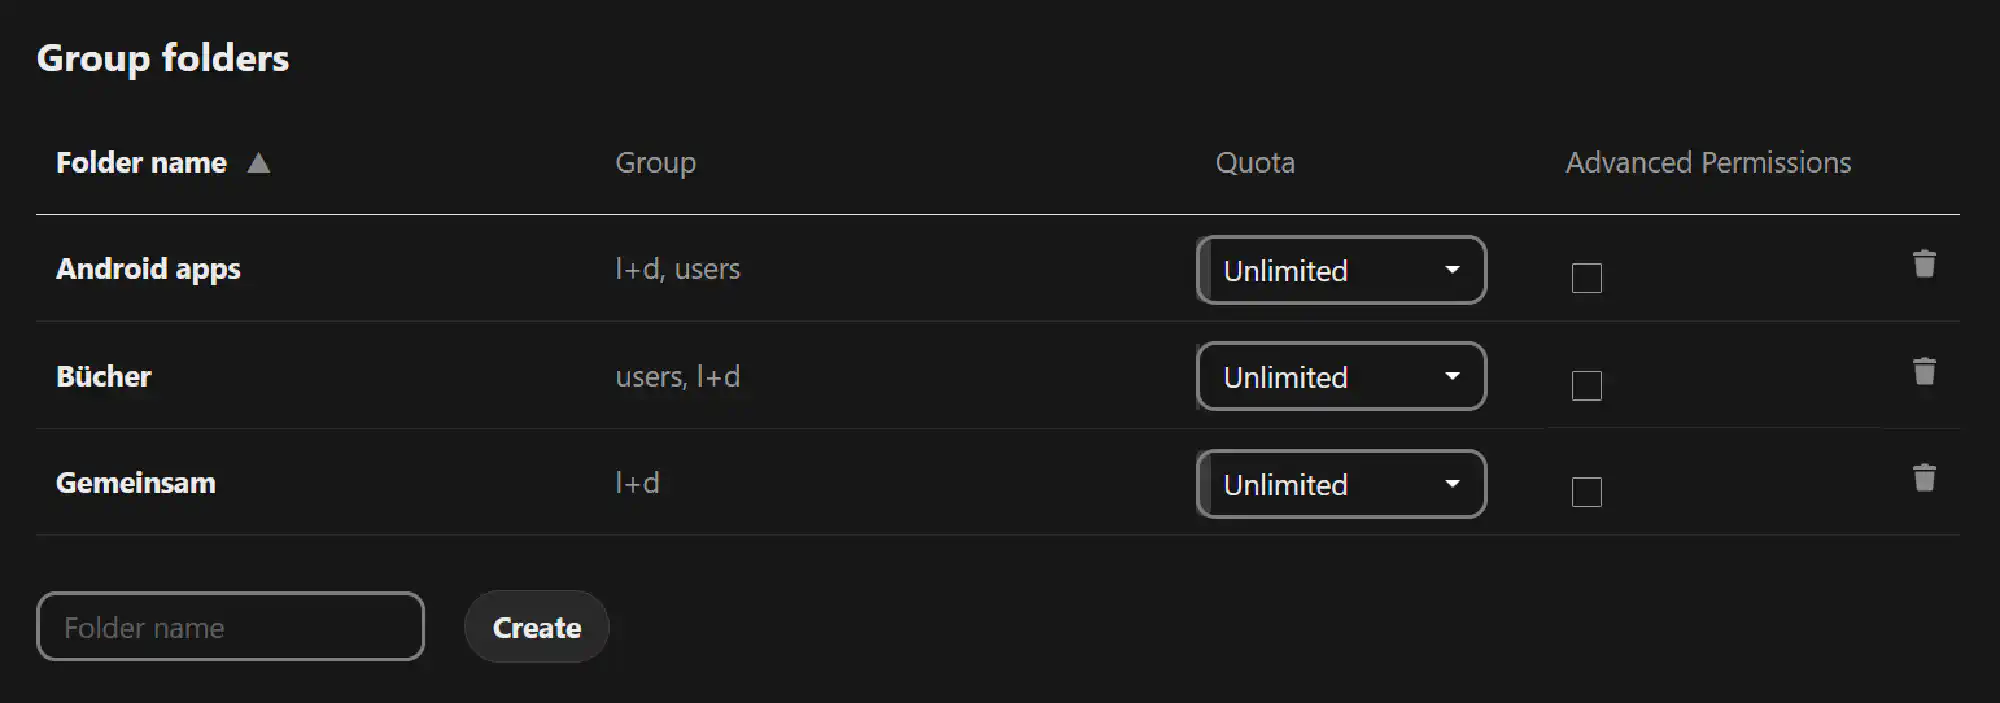 Group folders
Folder name ▲ Group Quota Advanced Permissions
Android apps l+d, users Unlimited
Bücher users, l+d Unlimited
Gemeinsam l+d Unlimited
Folder name Create